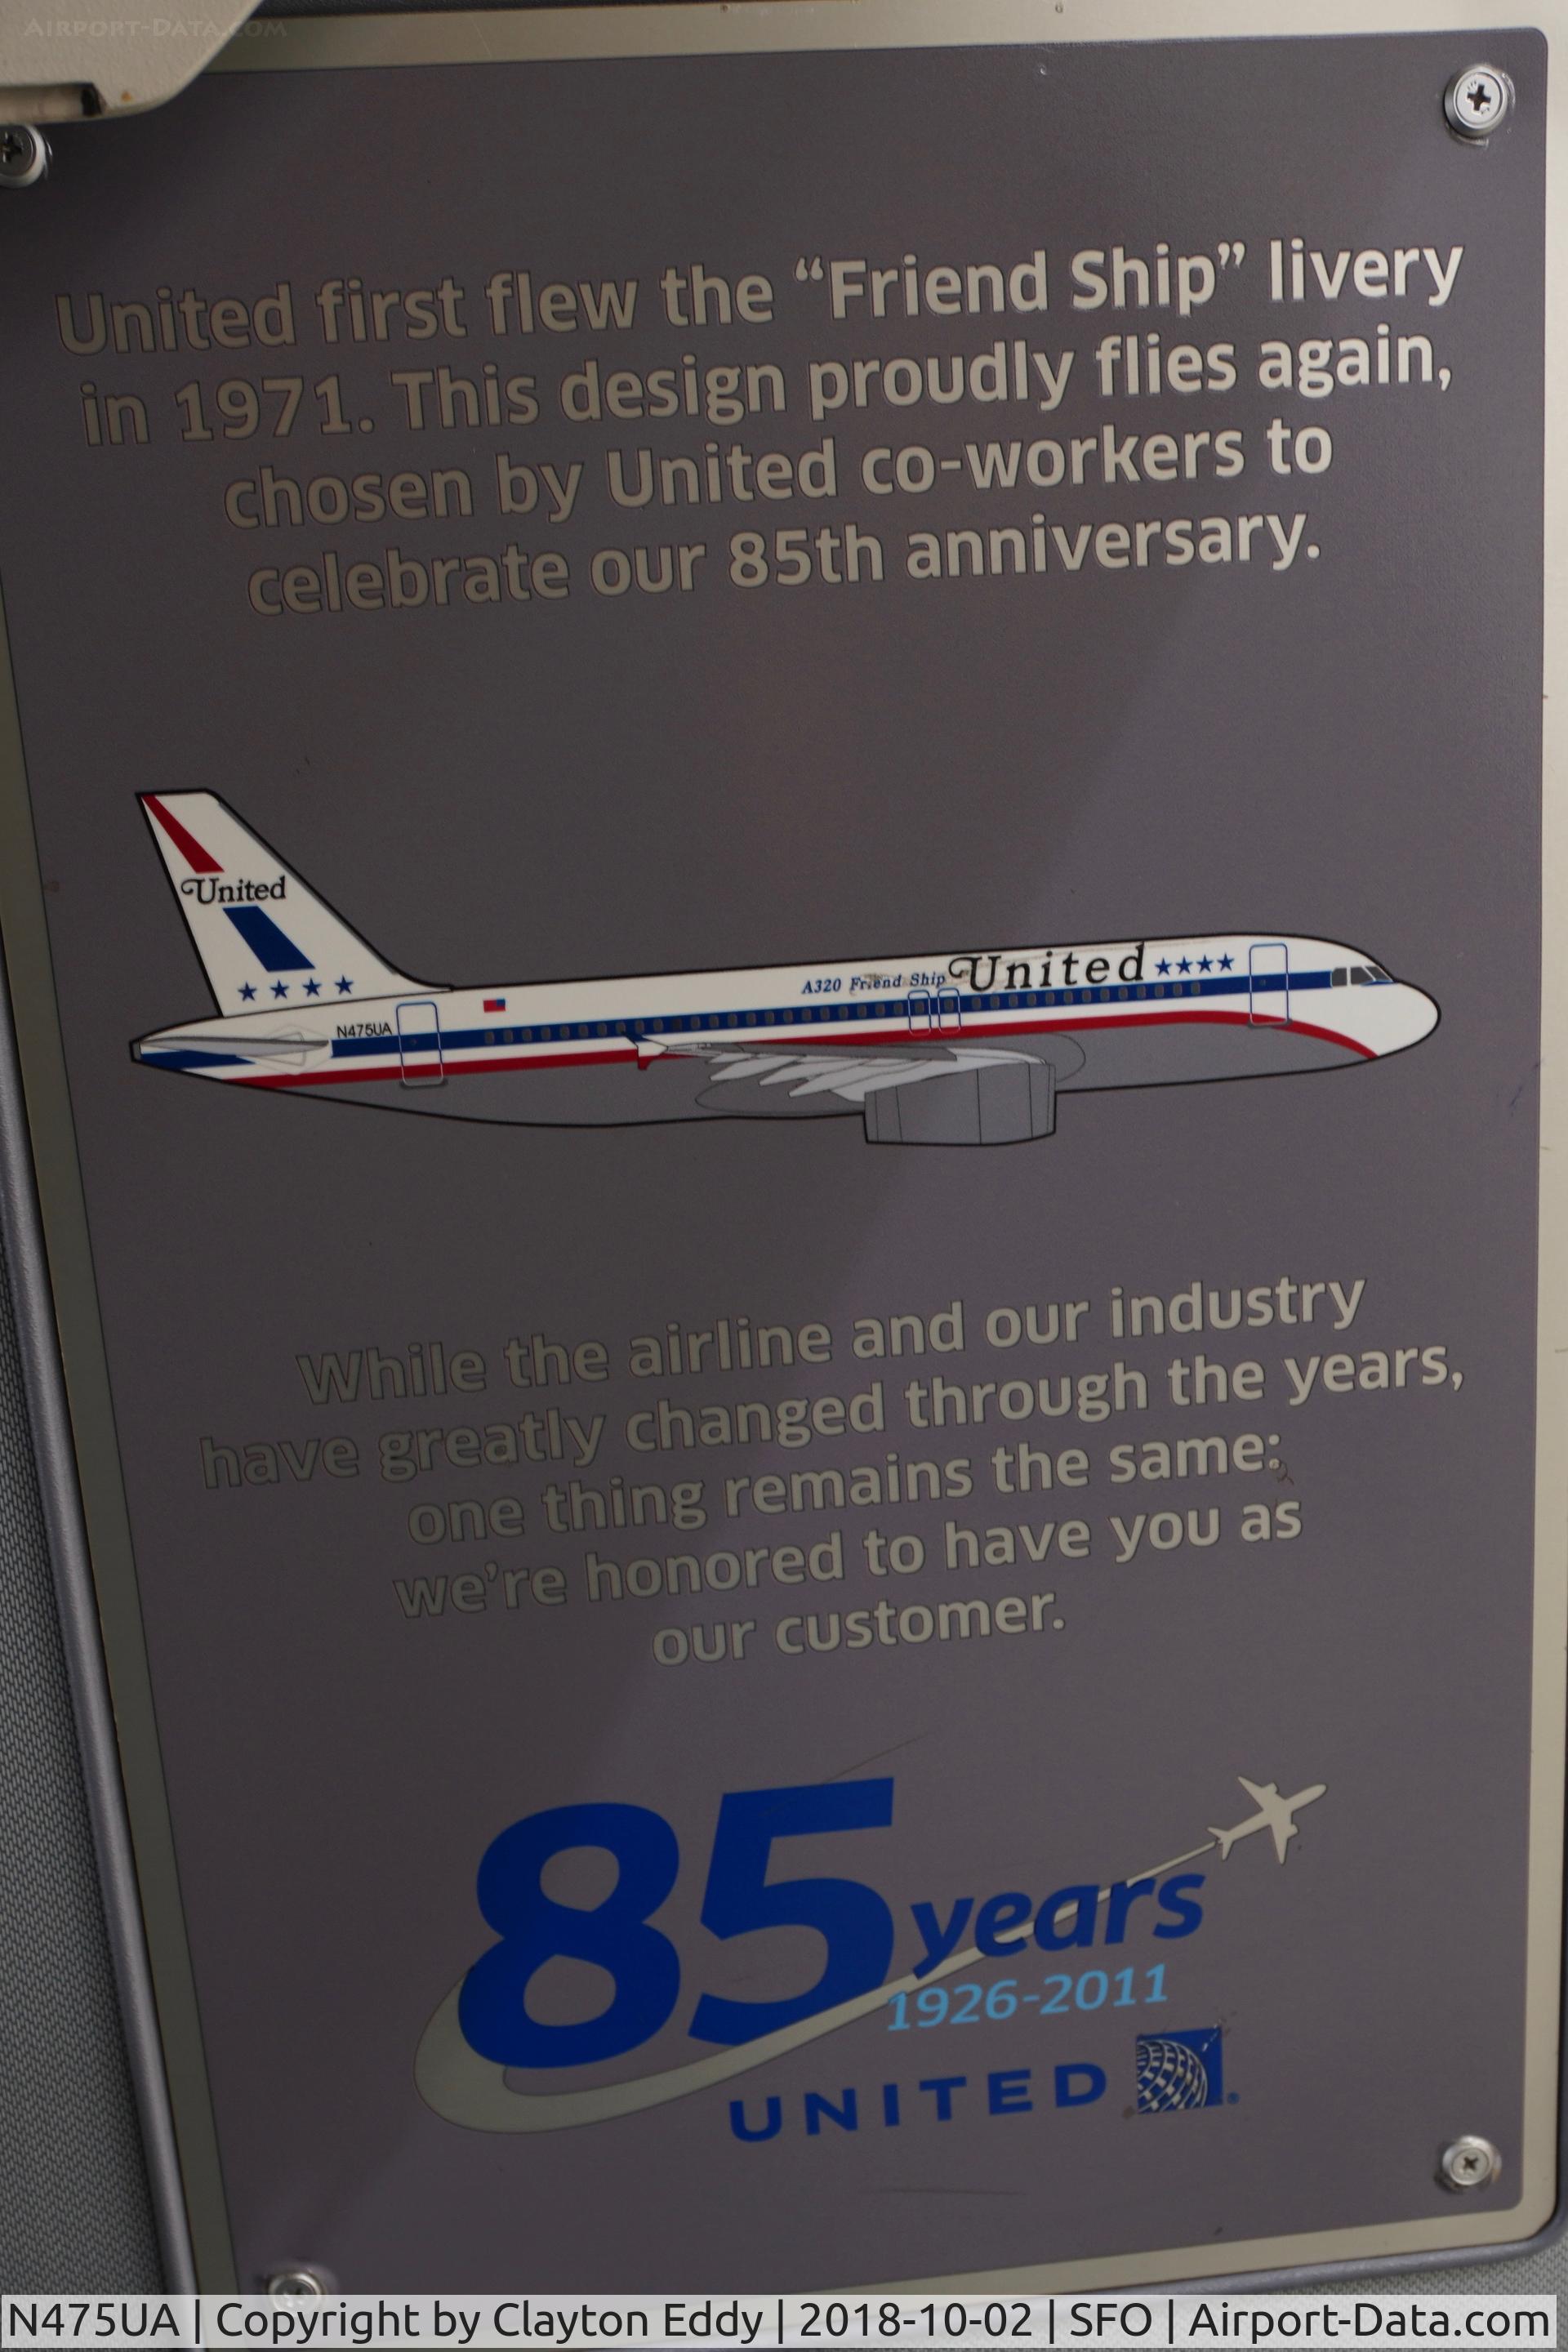 AIRPORT-DATA.COM
United first flew the “Friend Ship” livery
in 1971. This design proudly flies again,
chosen by United co-workers to
celebrate our 85th anniversary.
United
A320 Friend Ship United
N475UA
While the airline and our industry
have greatly changed through the years,
one thing remains the same:
we're honored to have you as
our customer.
85 years
1926-2011
UNITED ®
N475UA | Copyright by Clayton Eddy | 2018-10-02 | SFO | Airport-Data.com